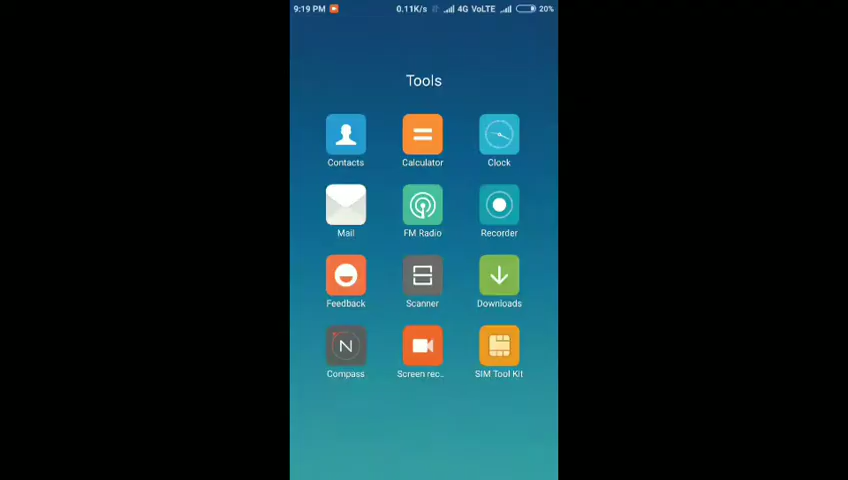 9:19 PM 0.11K/s 4G VoLTE 20%
Tools
Contacts Calculator Clock
Mail FM Radio Recorder
Feedback Scanner Downloads
N
Compass Screen rec.. SIM Tool Kit